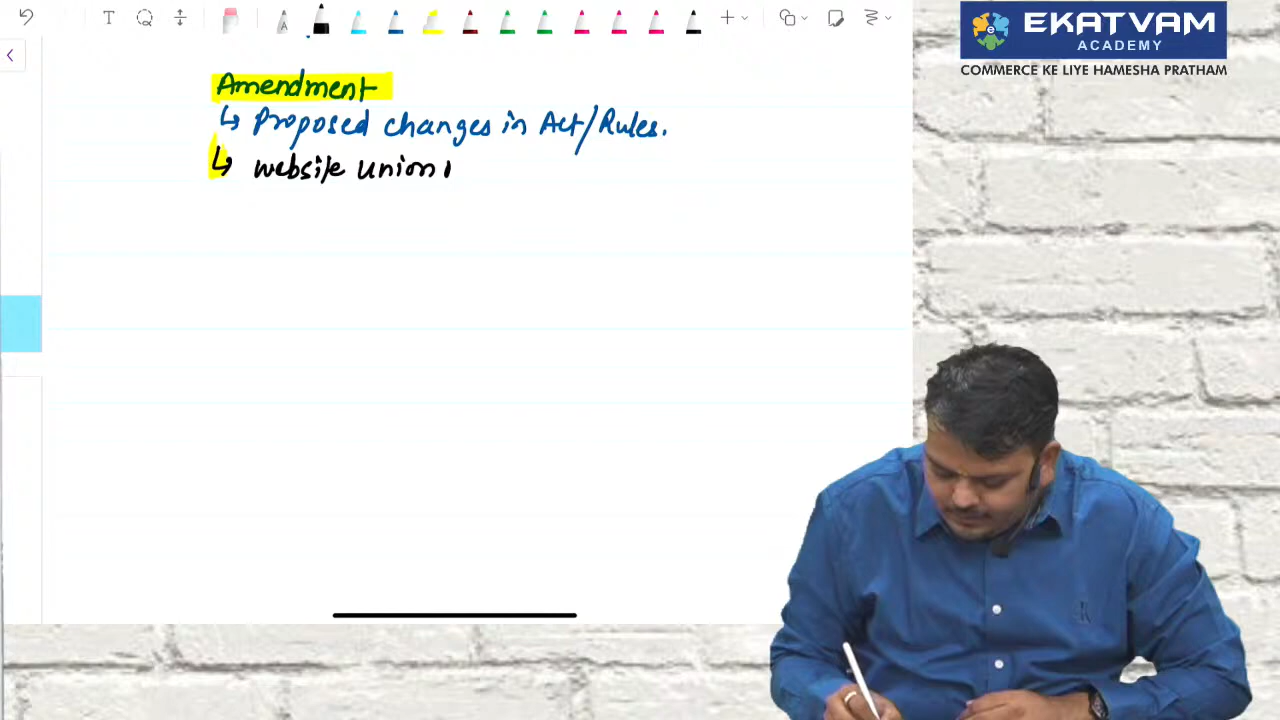 EKATVAM
ACADEMY
COMMERCE KE LIYE HAMESHA PRATHAM
Amendment
↳ Proposed changes in Act/Rules.
↳ website union